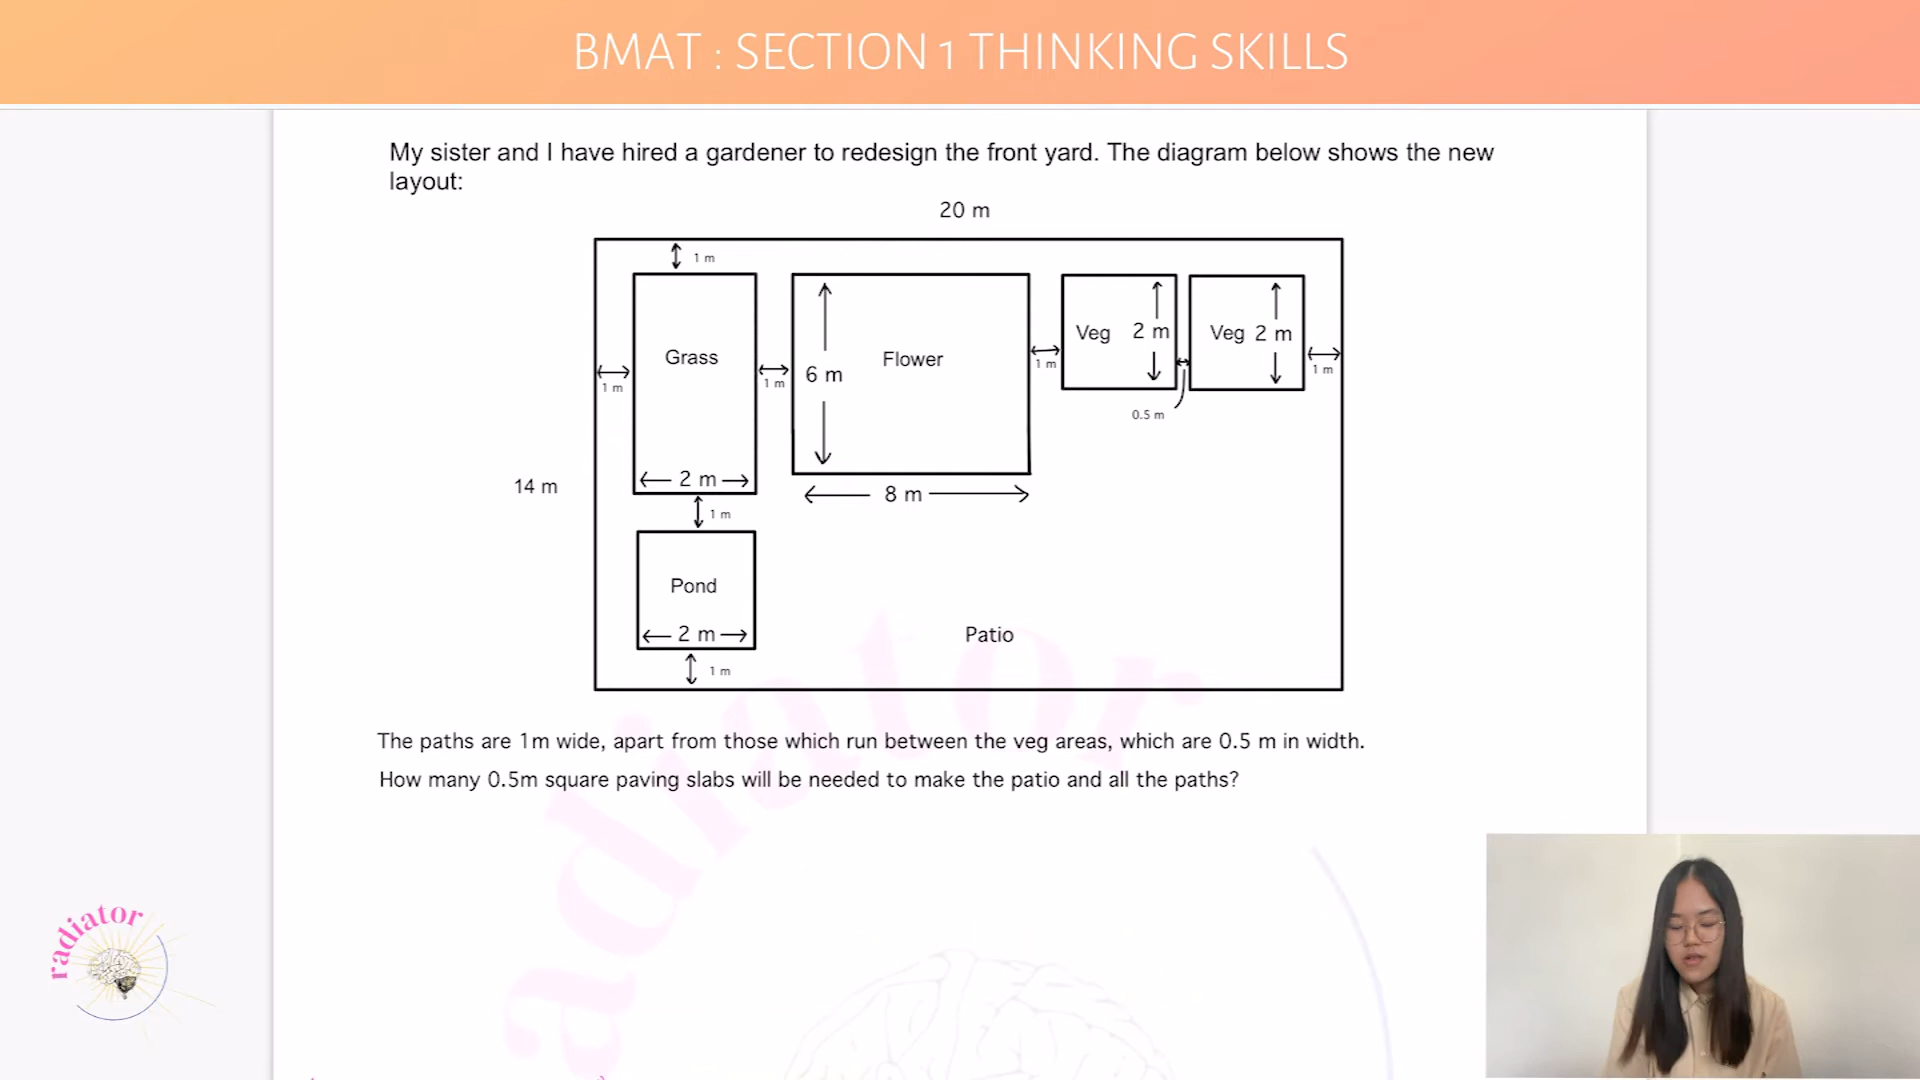 BMAT : SECTION 1 THINKING SKILLS
My sister and I have hired a gardener to redesign the front yard. The diagram below shows the new
layout:
20 m
1 m
Grass
1 m
2 m
1 m
Flower
6 m
8 m
1 m
Veg 2 m
0.5 m
Veg 2 m
1 m
14 m
1 m
Pond
2 m
1 m
Patio
The paths are 1m wide, apart from those which run between the veg areas, which are 0.5 m in width.
How many 0.5m square paving slabs will be needed to make the patio and all the paths?
radiator
radiator